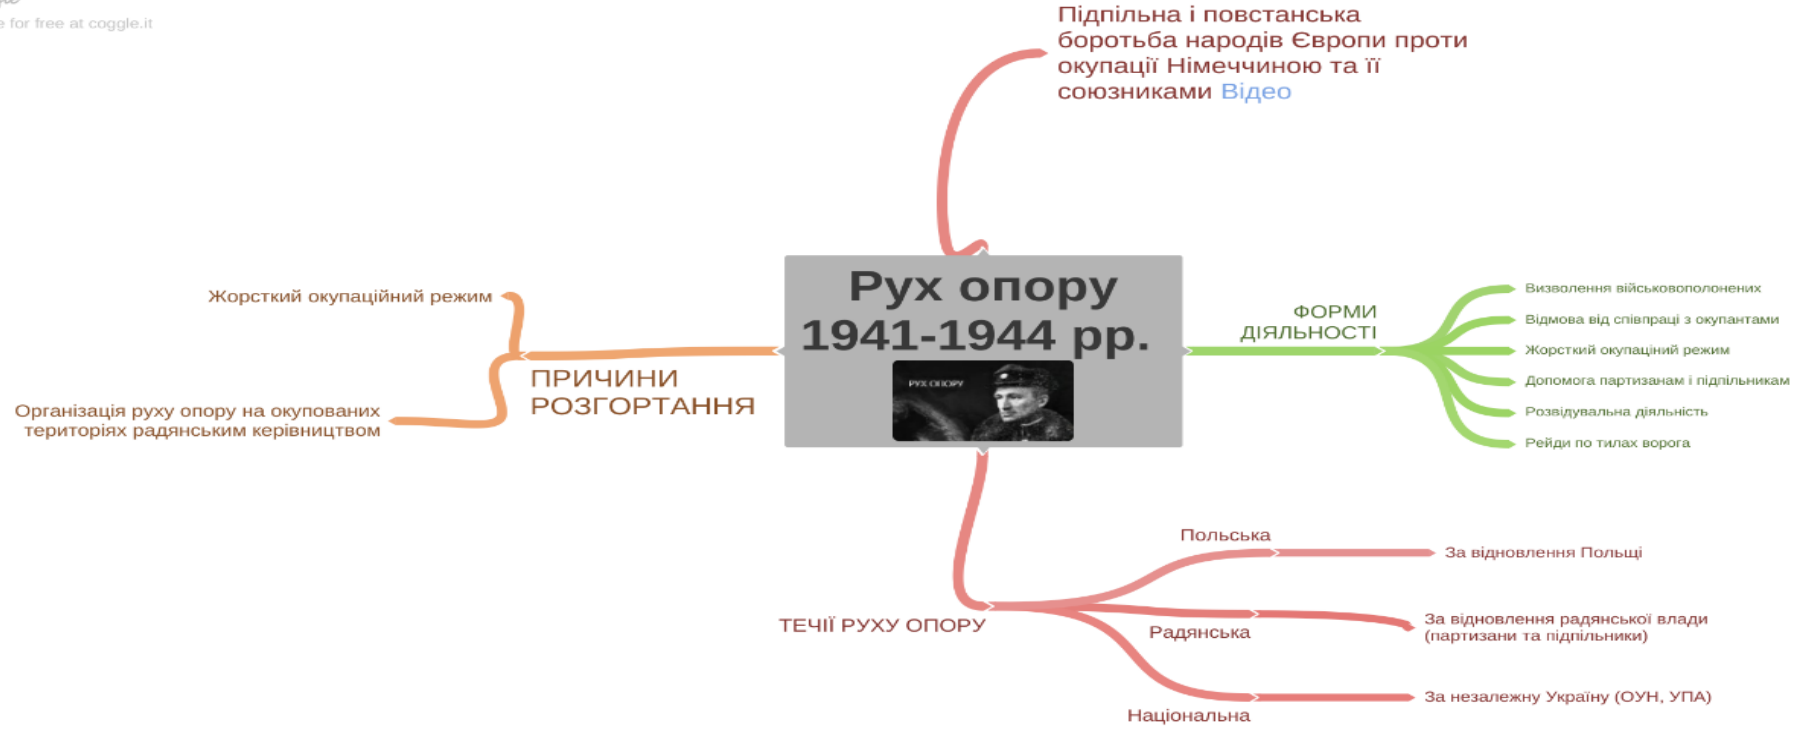 e for free at coggle.it
Підпільна і повстанська
боротьба народів Європи проти
окупації Німеччиною та її
союзниками Відео
Рух опору
1941-1944 рр.
РУХ ОПОРУ
ПРИЧИНИ
РОЗГОРТАННЯ
Жорсткий окупаційний режим
Організація руху опору на окупованих
територіях радянським керівництвом
ФОРМИ
ДІЯЛЬНОСТІ
Визволення військовополонених
Відмова від співпраці з окупантами
Жорсткий окупаціний режим
Допомога партизанам і підпільникам
Розвідувальна діяльність
Рейди по тилах ворога
ТЕЧІЇ РУХУ ОПОРУ
Польська
За відновлення Польщі
Радянська
За відновлення радянської влади
(партизани та підпільники)
Національна
За незалежну Україну (ОУН, УПА)